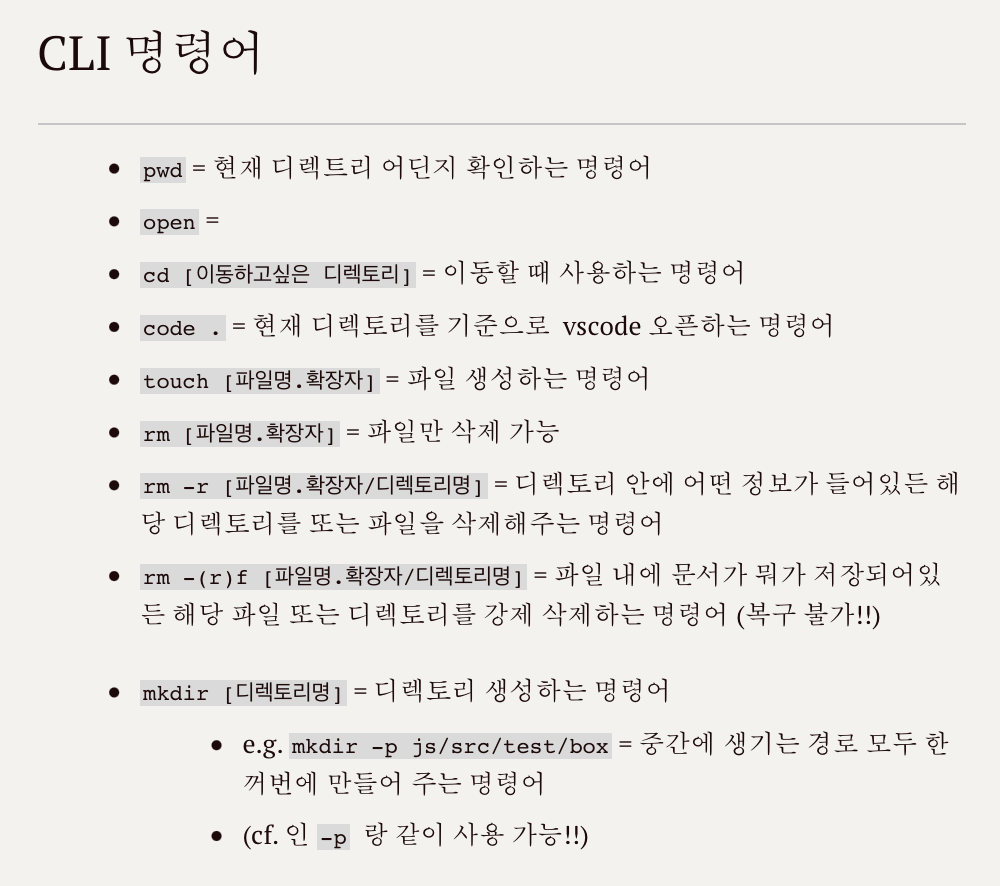 CLI 명령어
pwd = 현재 디렉트리 어딘지 확인하는 명령어
open =
cd [이동하고싶은 디렉토리] = 이동할 때 사용하는 명령어
code . = 현재 디렉토리를 기준으로 vscode 오픈하는 명령어
touch [파일명.확장자] = 파일 생성하는 명령어
rm [파일명.확장자] = 파일만 삭제 가능
rm -r [파일명.확장자/디렉토리명] = 디렉토리 안에 어떤 정보가 들어있든 해
당 디렉토리를 또는 파일을 삭제해주는 명령어
rm -(r)f [파일명.확장자/디렉토리명] = 파일 내에 문서가 뭐가 저장되어있
든 해당 파일 또는 디렉토리를 강제 삭제하는 명령어 (복구 불가!!)
mkdir [디렉토리명] = 디렉토리 생성하는 명령어
e.g. mkdir -p js/src/test/box = 중간에 생기는 경로 모두 한
꺼번에 만들어 주는 명령어
(cf. 인 -p 랑 같이 사용 가능!!)